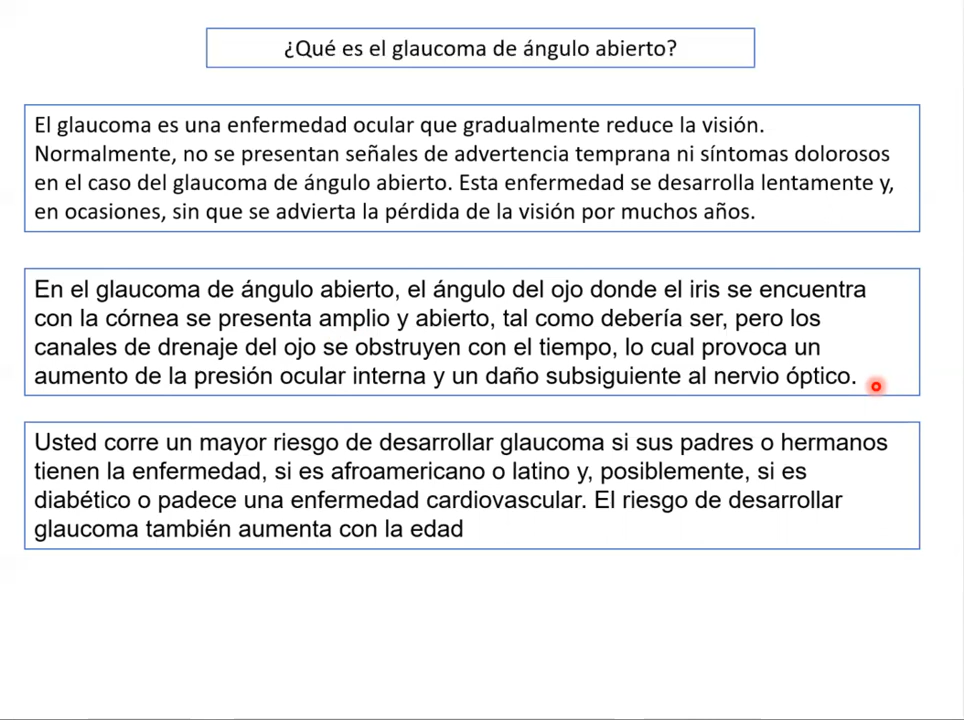 ¿Qué es el glaucoma de ángulo abierto?
El glaucoma es una enfermedad ocular que gradualmente reduce la visión.
Normalmente, no se presentan señales de advertencia temprana ni síntomas dolorosos
en el caso del glaucoma de ángulo abierto. Esta enfermedad se desarrolla lentamente y,
en ocasiones, sin que se advierta la pérdida de la visión por muchos años.
En el glaucoma de ángulo abierto, el ángulo del ojo donde el iris se encuentra
con la córnea se presenta amplio y abierto, tal como debería ser, pero los
canales de drenaje del ojo se obstruyen con el tiempo, lo cual provoca un
aumento de la presión ocular interna y un daño subsiguiente al nervio óptico.
Usted corre un mayor riesgo de desarrollar glaucoma si sus padres o hermanos
tienen la enfermedad, si es afroamericano o latino y, posiblemente, si es
diabético o padece una enfermedad cardiovascular. El riesgo de desarrollar
glaucoma también aumenta con la edad